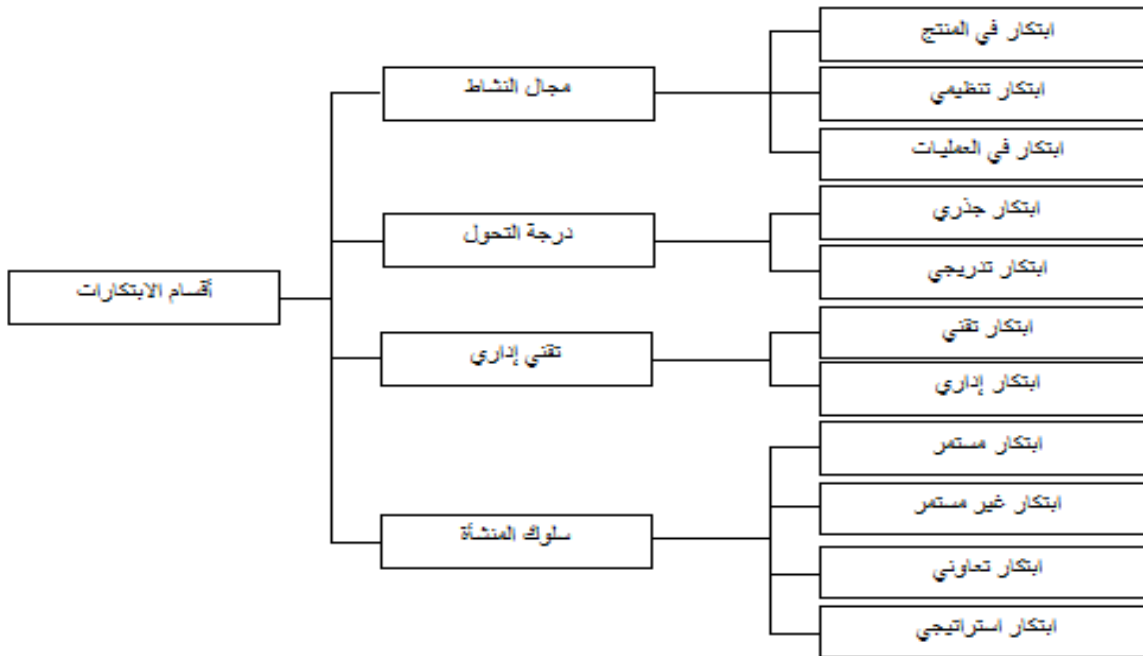 أقسام الابتكارات
مجال النشاط
ابتكار في المنتج
ابتكار تنظيمي
ابتكار في العمليات
درجة التحول
ابتكار جذري
ابتكار تدريجي
تقني إداري
ابتكار تقني
ابتكار إداري
سلوك المنشأة
ابتكار مستمر
ابتكار غير مستمر
ابتكار تعاوني
ابتكار استراتيجي